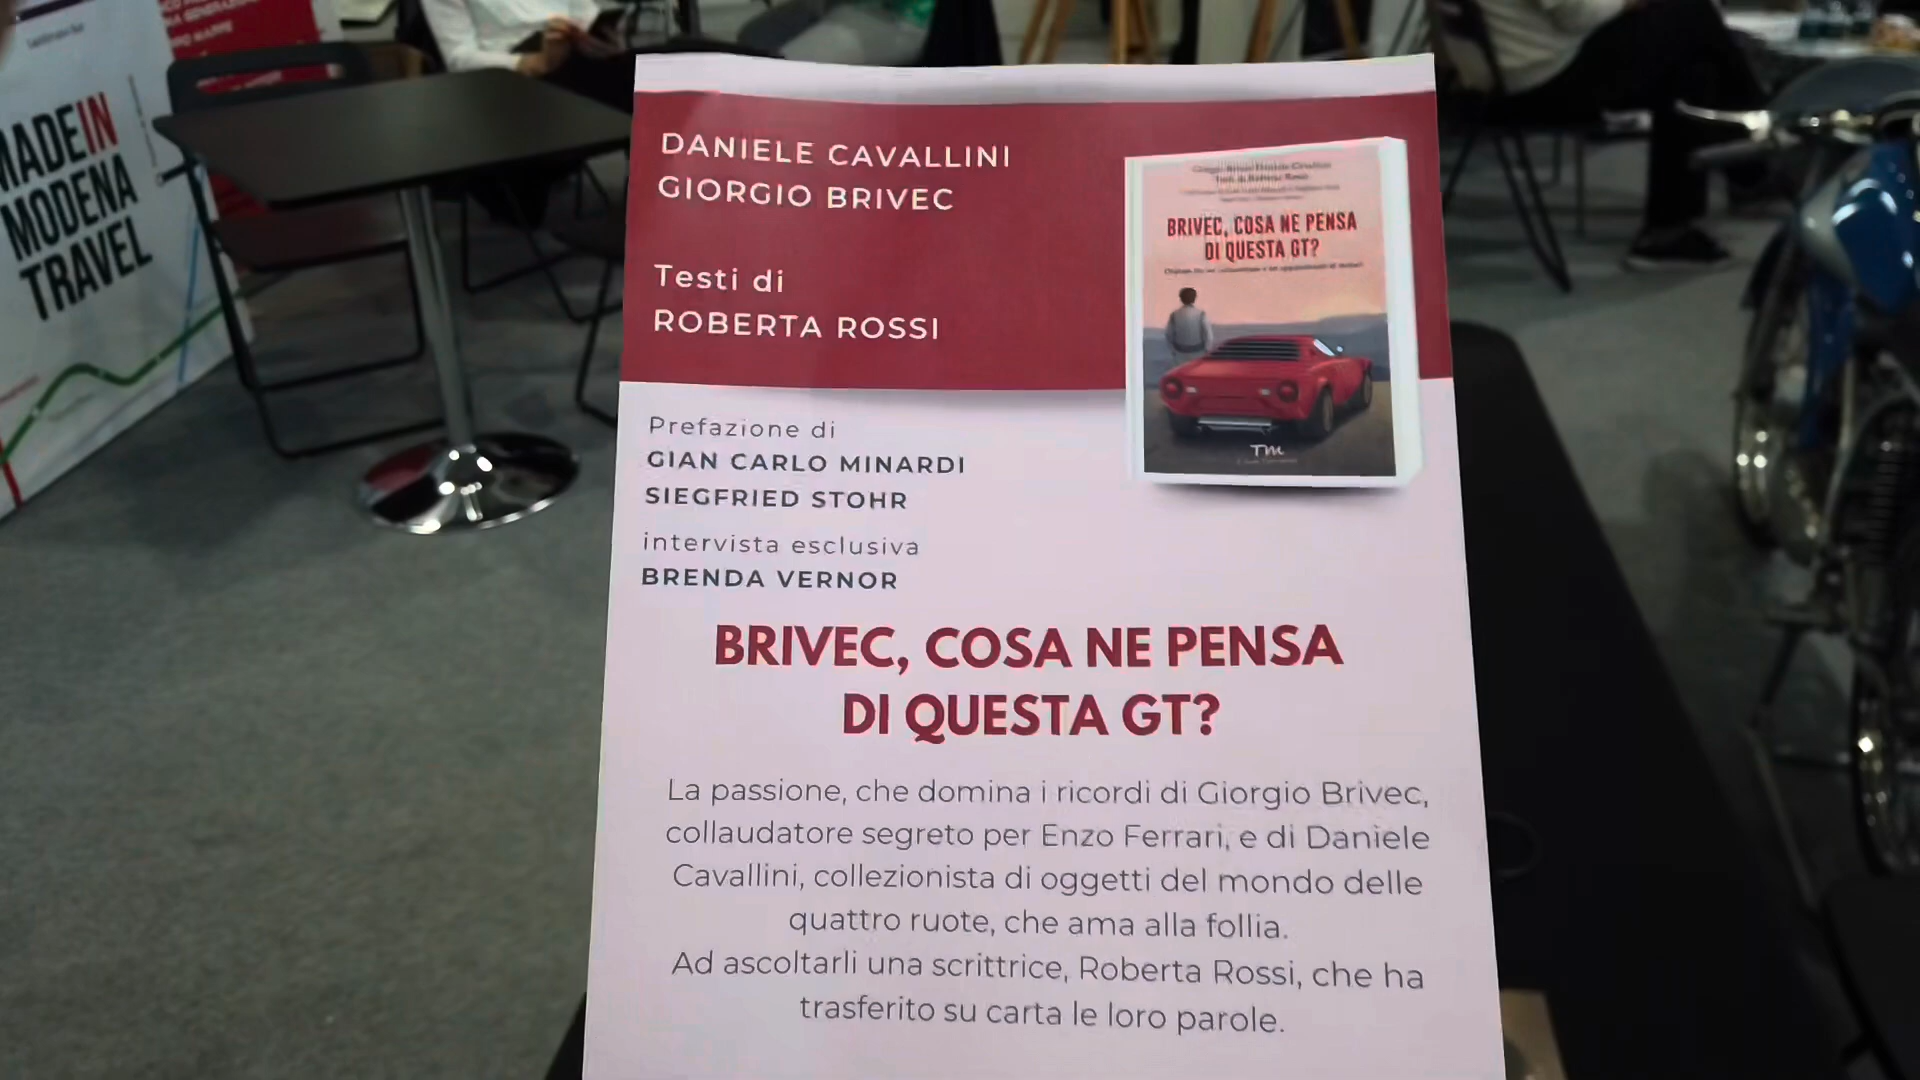 MADEIN
MODENA
TRAVEL
DANIELE CAVALLINI
GIORGIO BRIVEC
Testi di
ROBERTA ROSSI
BRIVEC, COSA NE PENSA
DI QUESTA GT?
TM
Prefazione di
GIAN CARLO MINARDI
SIEGFRIED STOHR
intervista esclusiva
BRENDA VERNOR
BRIVEC, COSA NE PENSA
DI QUESTA GT?
La passione, che domina i ricordi di Giorgio Brivec,
collaudatore segreto per Enzo Ferrari, e di Daniele
Cavallini, collezionista di oggetti del mondo delle
quattro ruote, che ama alla follia.
Ad ascoltarli una scrittrice, Roberta Rossi, che ha
trasferito su carta le loro parole.